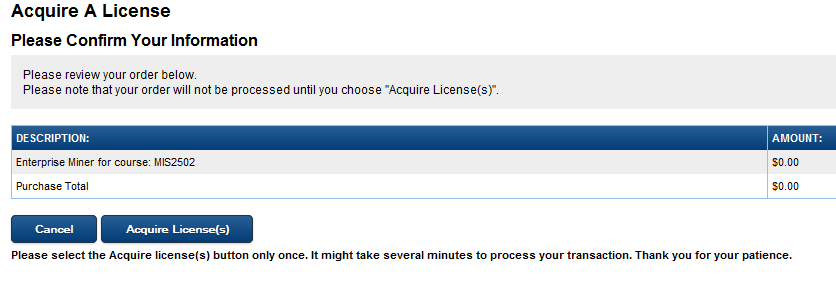 Acquire A License
Please Confirm Your Information
Please review your order below.
Please note that your order will not be processed until you choose "Acquire License(s)".
DESCRIPTION: AMOUNT:
Enterprise Miner for course: MIS2502 $0.00
Purchase Total $0.00
Cancel Acquire License(s)
Please select the Acquire license(s) button only once. It might take several minutes to process your transaction. Thank you for your patience.